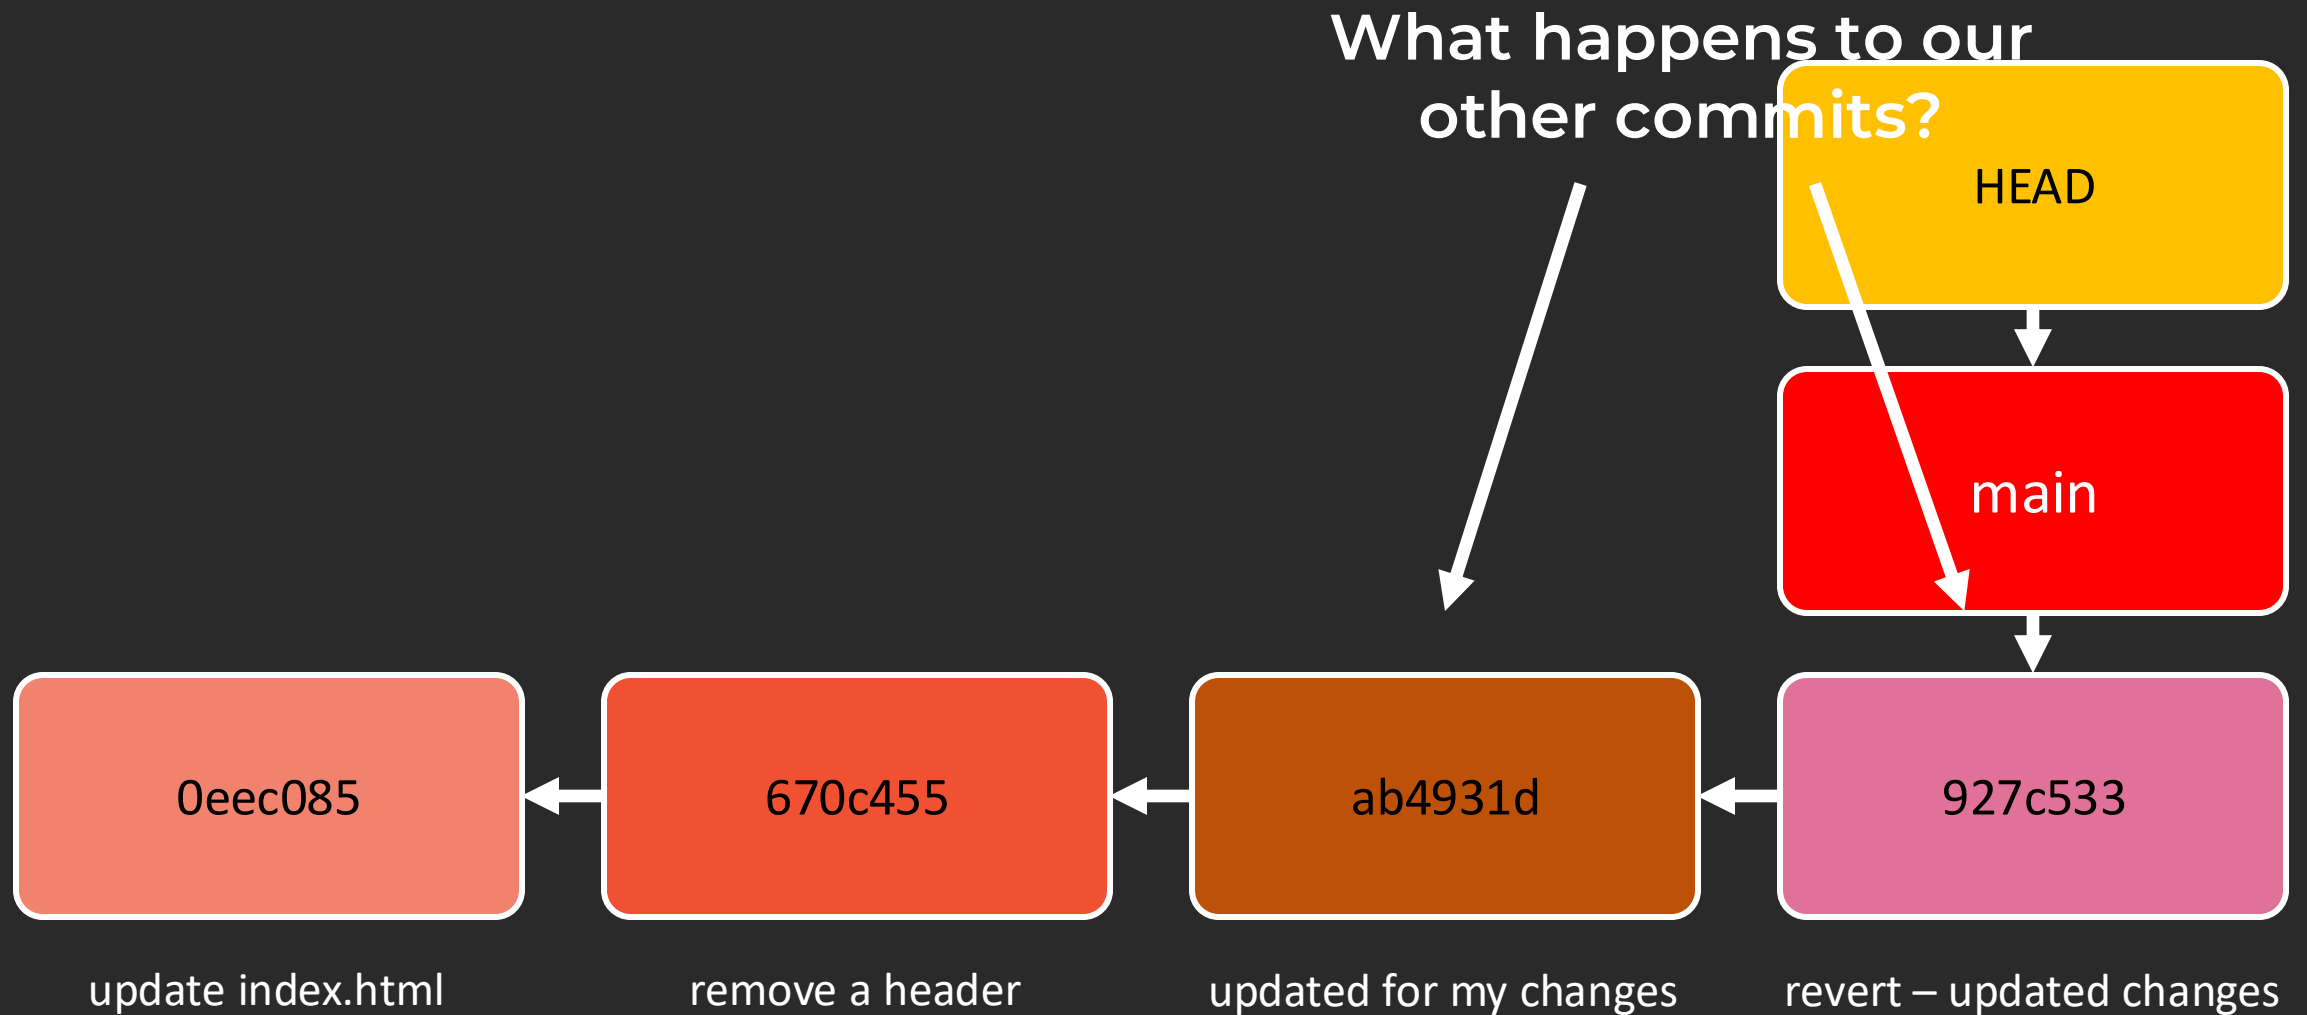 What happens to our
other commits?
HEAD
main
0eec085
670c455
ab4931d
927c533
update index.html
remove a header
updated for my changes
revert – updated changes